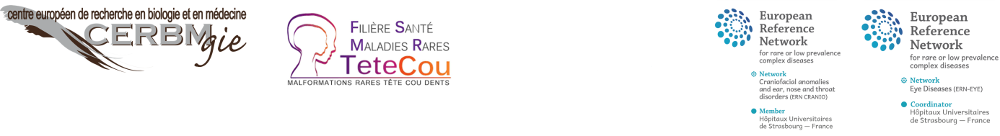 centre européen de recherche en biologie et en médecine
CERBMgie
FILIÈRE SANTÉ
MALADIES RARES
TeteCou
MALFORMATIONS RARES TÊTE COU DENTS
European
Reference
Network
for rare or low prevalence
complex diseases
Network
Craniofacial anomalies
and ear, nose and throat
disorders (ERN CRANIO)
Member
Hôpitaux Universitaires
de Strasbourg — France
European
Reference
Network
for rare or low prevalence
complex diseases
Network
Eye Diseases (ERN-EYE)
Coordinator
Hôpitaux Universitaires
de Strasbourg — France